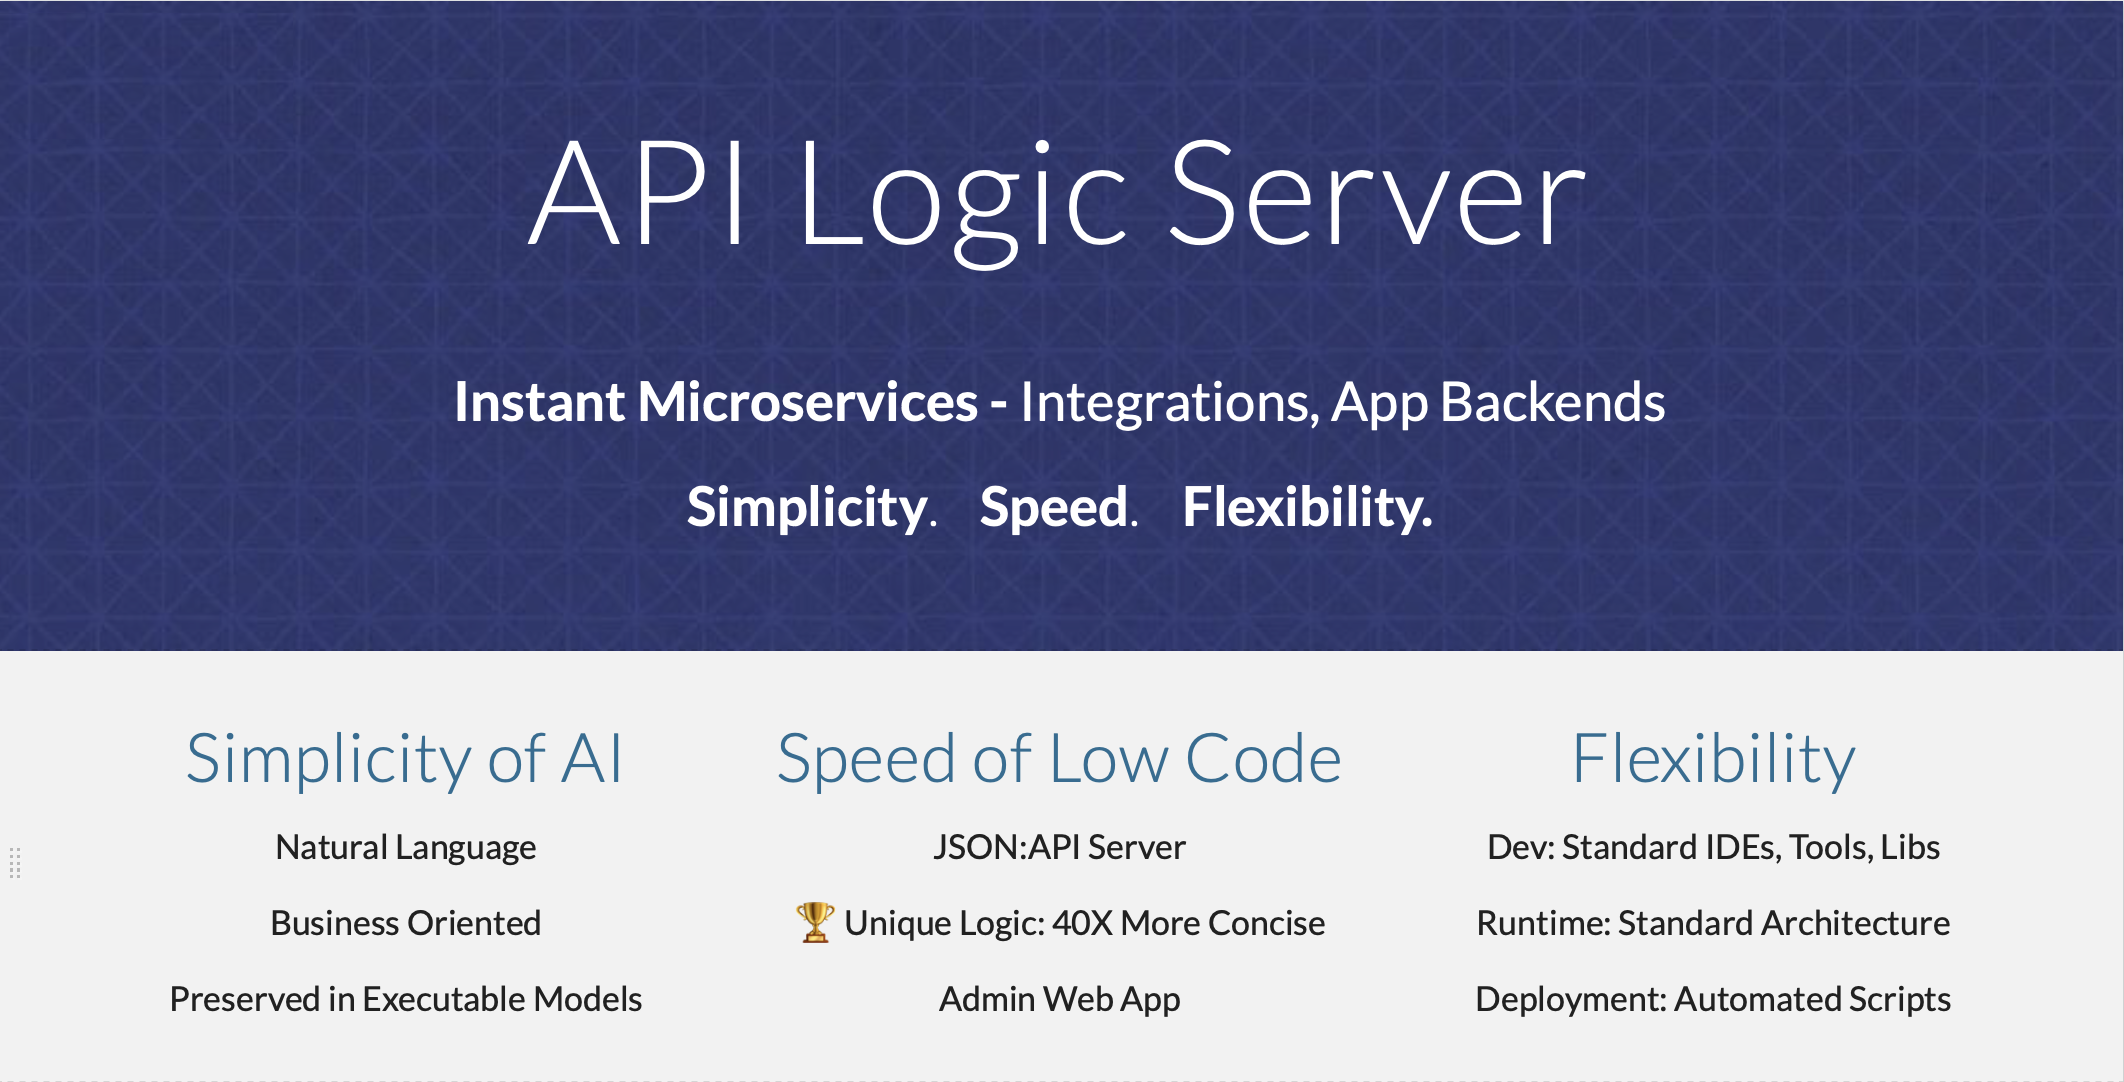 API Logic Server
Instant Microservices - Integrations, App Backends
Simplicity. Speed. Flexibility.
Simplicity of AI
Natural Language
Business Oriented
Preserved in Executable Models
Speed of Low Code
JSON:API Server
🏆 Unique Logic: 40X More Concise
Admin Web App
Flexibility
Dev: Standard IDEs, Tools, Libs
Runtime: Standard Architecture
Deployment: Automated Scripts